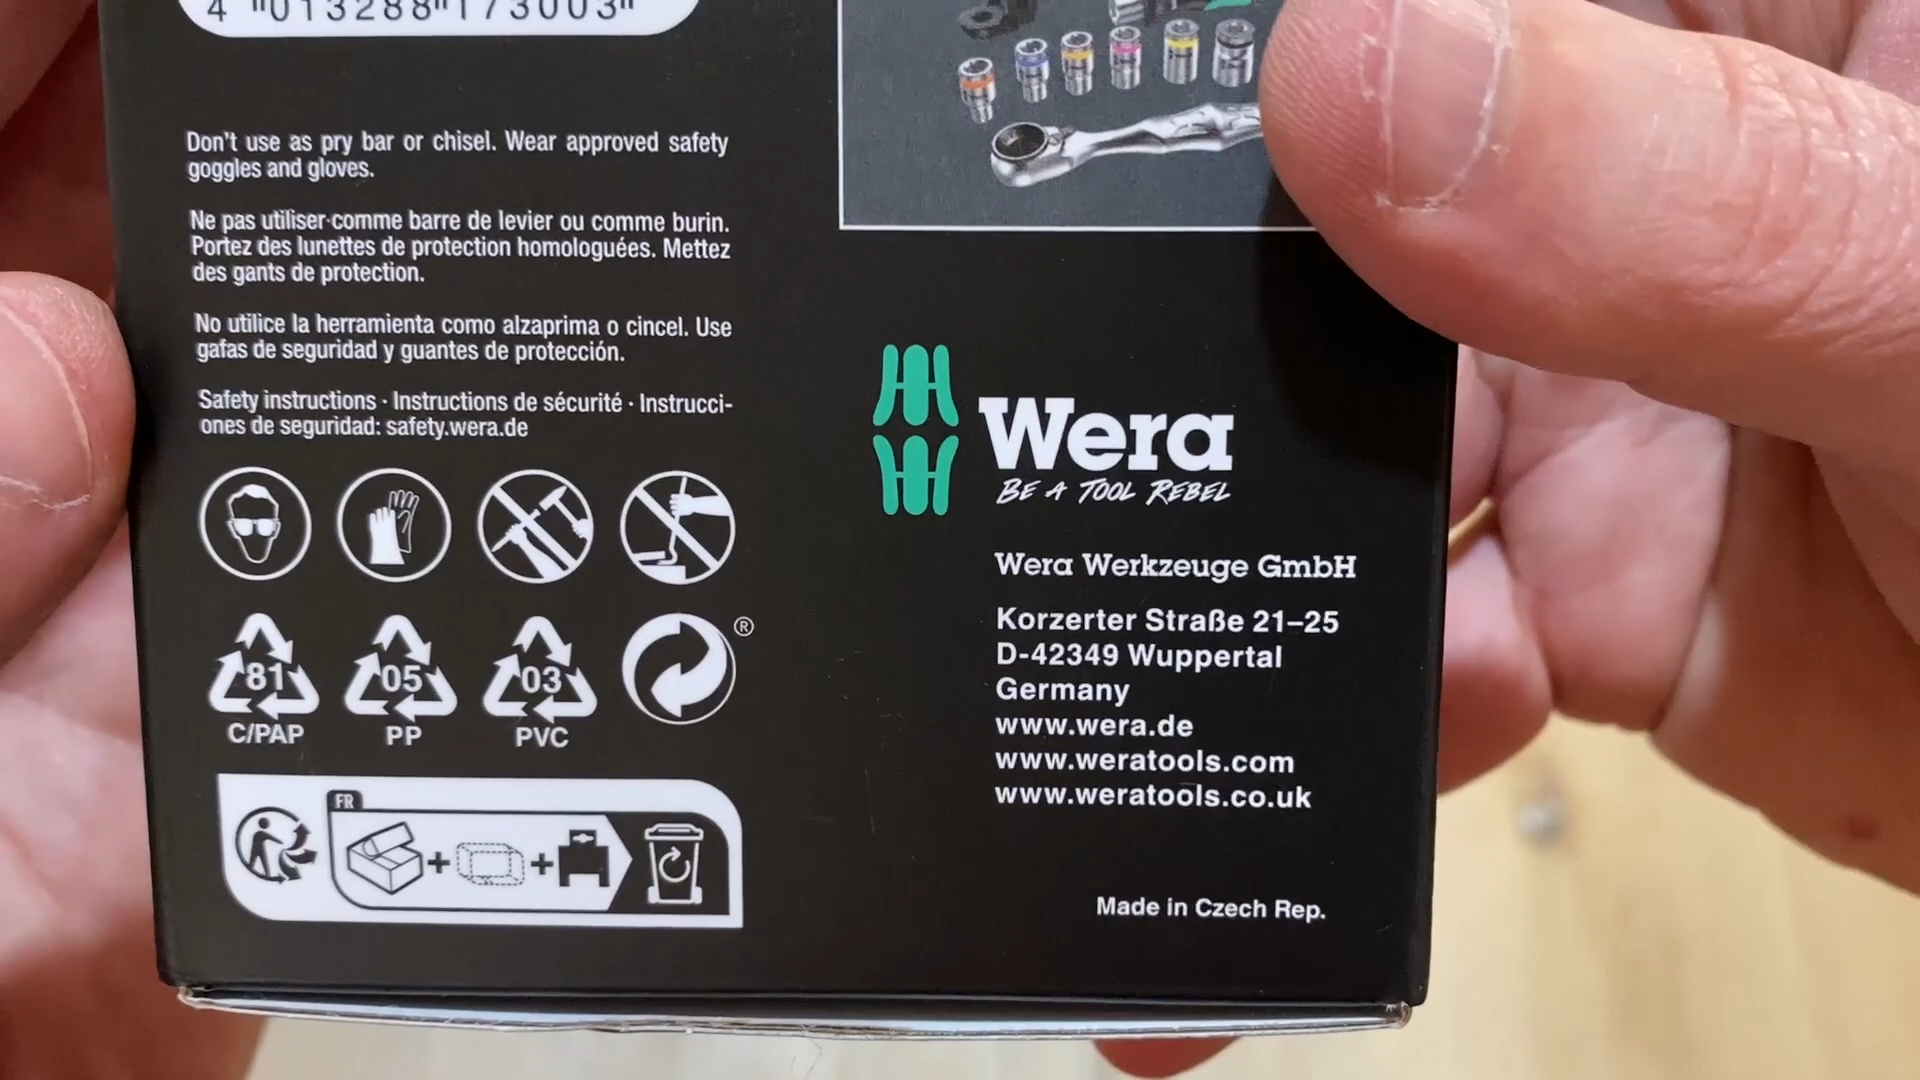 4 013288 173003
Don't use as pry bar or chisel. Wear approved safety
goggles and gloves.
Ne pas utiliser comme barre de levier ou comme burin.
Portez des lunettes de protection homologuées. Mettez
des gants de protection.
No utilice la herramienta como alzaprima o cincel. Use
gafas de seguridad y guantes de protección.
Safety instructions · Instructions de sécurité · Instrucci-
ones de seguridad: safety.wera.de
®
81
05
03
C/PAP
PP
PVC
FR
Wera
BE A TOOL REBEL
Wera Werkzeuge GmbH
Korzerter Straße 21–25
D-42349 Wuppertal
Germany
www.wera.de
www.weratools.com
www.weratools.co.uk
Made in Czech Rep.